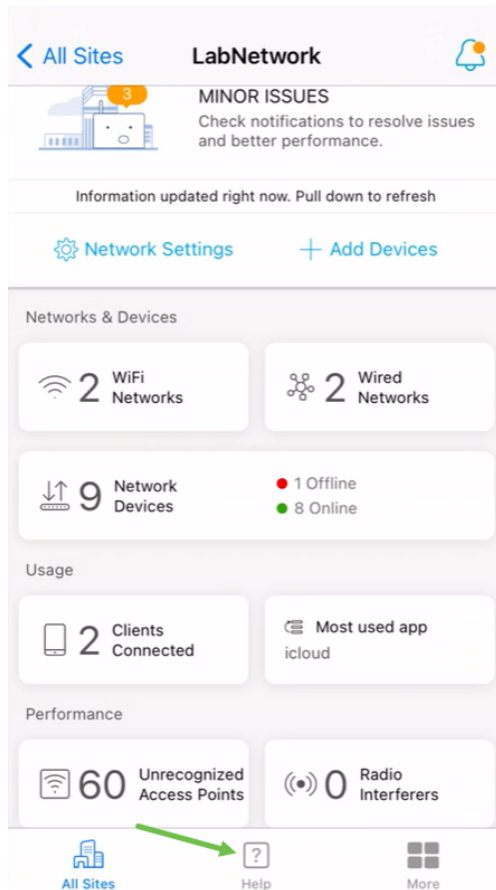 All Sites
LabNetwork
3
MINOR ISSUES
Check notifications to resolve issues
and better performance.
Information updated right now. Pull down to refresh
Network Settings
Add Devices
Networks & Devices
2 WiFi
Networks
2 Wired
Networks
9 Network
Devices
1 Offline
8 Online
Usage
2 Clients
Connected
Most used app
icloud
Performance
60 Unrecognized
Access Points
0 Radio
Interferers
?
All Sites
Help
More